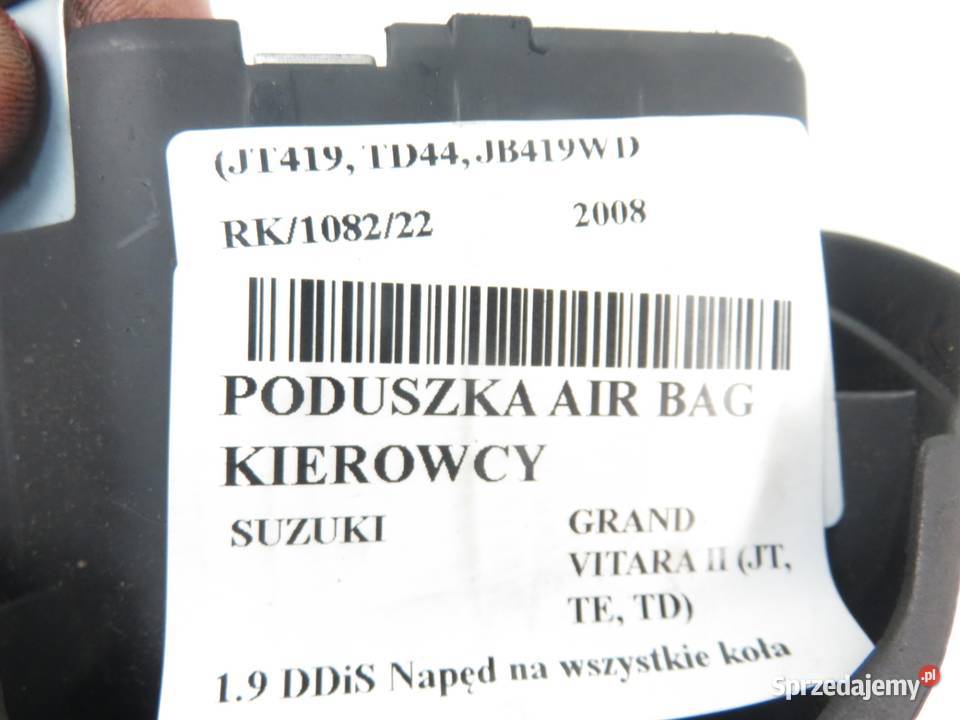 (JT419, TD44, JB419WD
RK/1082/22 2008
PODUSZKA AIR BAG
KIEROWCY
SUZUKI GRAND
VITARA II (JT,
TE, TD)
1.9 DDiS Napęd na wszystkie koła
Sprzedajemy.pl